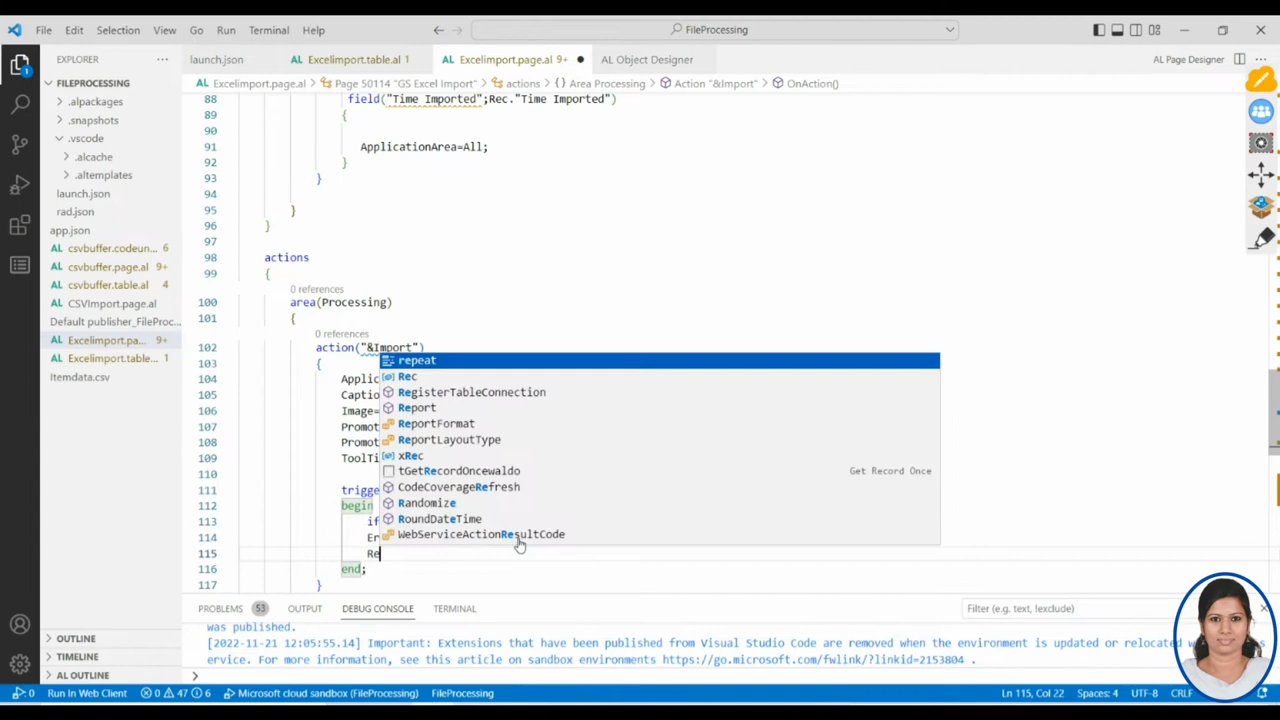 File Edit Selection View Go Run Terminal Help
FileProcessing
EXPLORER
launch.json
AL Excelimport.table.al 1
AL Excelimport.page.al 9+
AL Object Designer
AL Page Designer
FILEPROCESSING
AL Excelimport.page.al > Page 50114 "GS Excel Import" > actions > Area Processing > Action "&Import" > OnAction()
.alpackages
.snapshots
.vscode
.alcache
.altemplates
launch.json
rad.json
app.json
AL csvbuffer.codeun... 6
AL csvbuffer.page.al 9+
AL csvbuffer.table.al 4
AL CSVImport.page.al
Default publisher_FileProc...
AL Excelimport.pa... 9+
AL Excelimport.table... 1
Itemdata.csv
OUTLINE
TIMELINE
AL OUTLINE
88 field("Time Imported";Rec."Time Imported")
89 {
90
91 ApplicationArea=All;
92 }
93 }
94
95 }
96 }
97
98 actions
99 {
0 references
100 area(Processing)
101 {
0 references
102 action("&Import")
103 {
104 Applic
105 Captio
106 Image=
107 Promot
108 Promot
109 ToolTi
110
111 trigge
112 begin
113 if
114 Er
115 Re
116 end;
117 }
repeat
Rec
RegisterTableConnection
Report
ReportFormat
ReportLayoutType
xRec
tGetRecordOncewaldo Get Record Once
CodeCoverageRefresh
Randomize
RoundDateTime
WebServiceActionResultCode
PROBLEMS 53 OUTPUT DEBUG CONSOLE TERMINAL
Filter (e.g. text, !exclude)
was published.
[2022-11-21 12:05:55.14] Important: Extensions that have been published from Visual Studio Code are removed when the environment is updated or relocated w
ervice. For more information, see this article on sandbox environments https://go.microsoft.com/fwlink/?linkid=2153804 .
0 Run In Web Client 0 47 6 Microsoft cloud sandbox (FileProcessing) FileProcessing
Ln 115, Col 22 Spaces: 4 UTF-8 CRLF